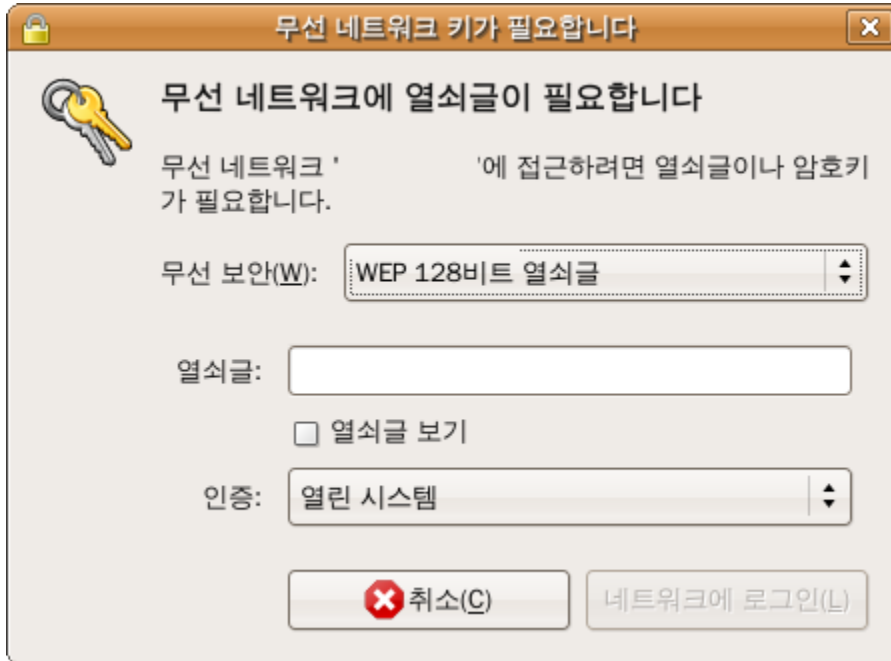 무선 네트워크 키가 필요합니다
무선 네트워크에 열쇠글이 필요합니다
무선 네트워크 ' '에 접근하려면 열쇠글이나 암호키
가 필요합니다.
무선 보안(W): WEP 128비트 열쇠글
열쇠글:
열쇠글 보기
인증: 열린 시스템
취소(C) 네트워크에 로그인(L)